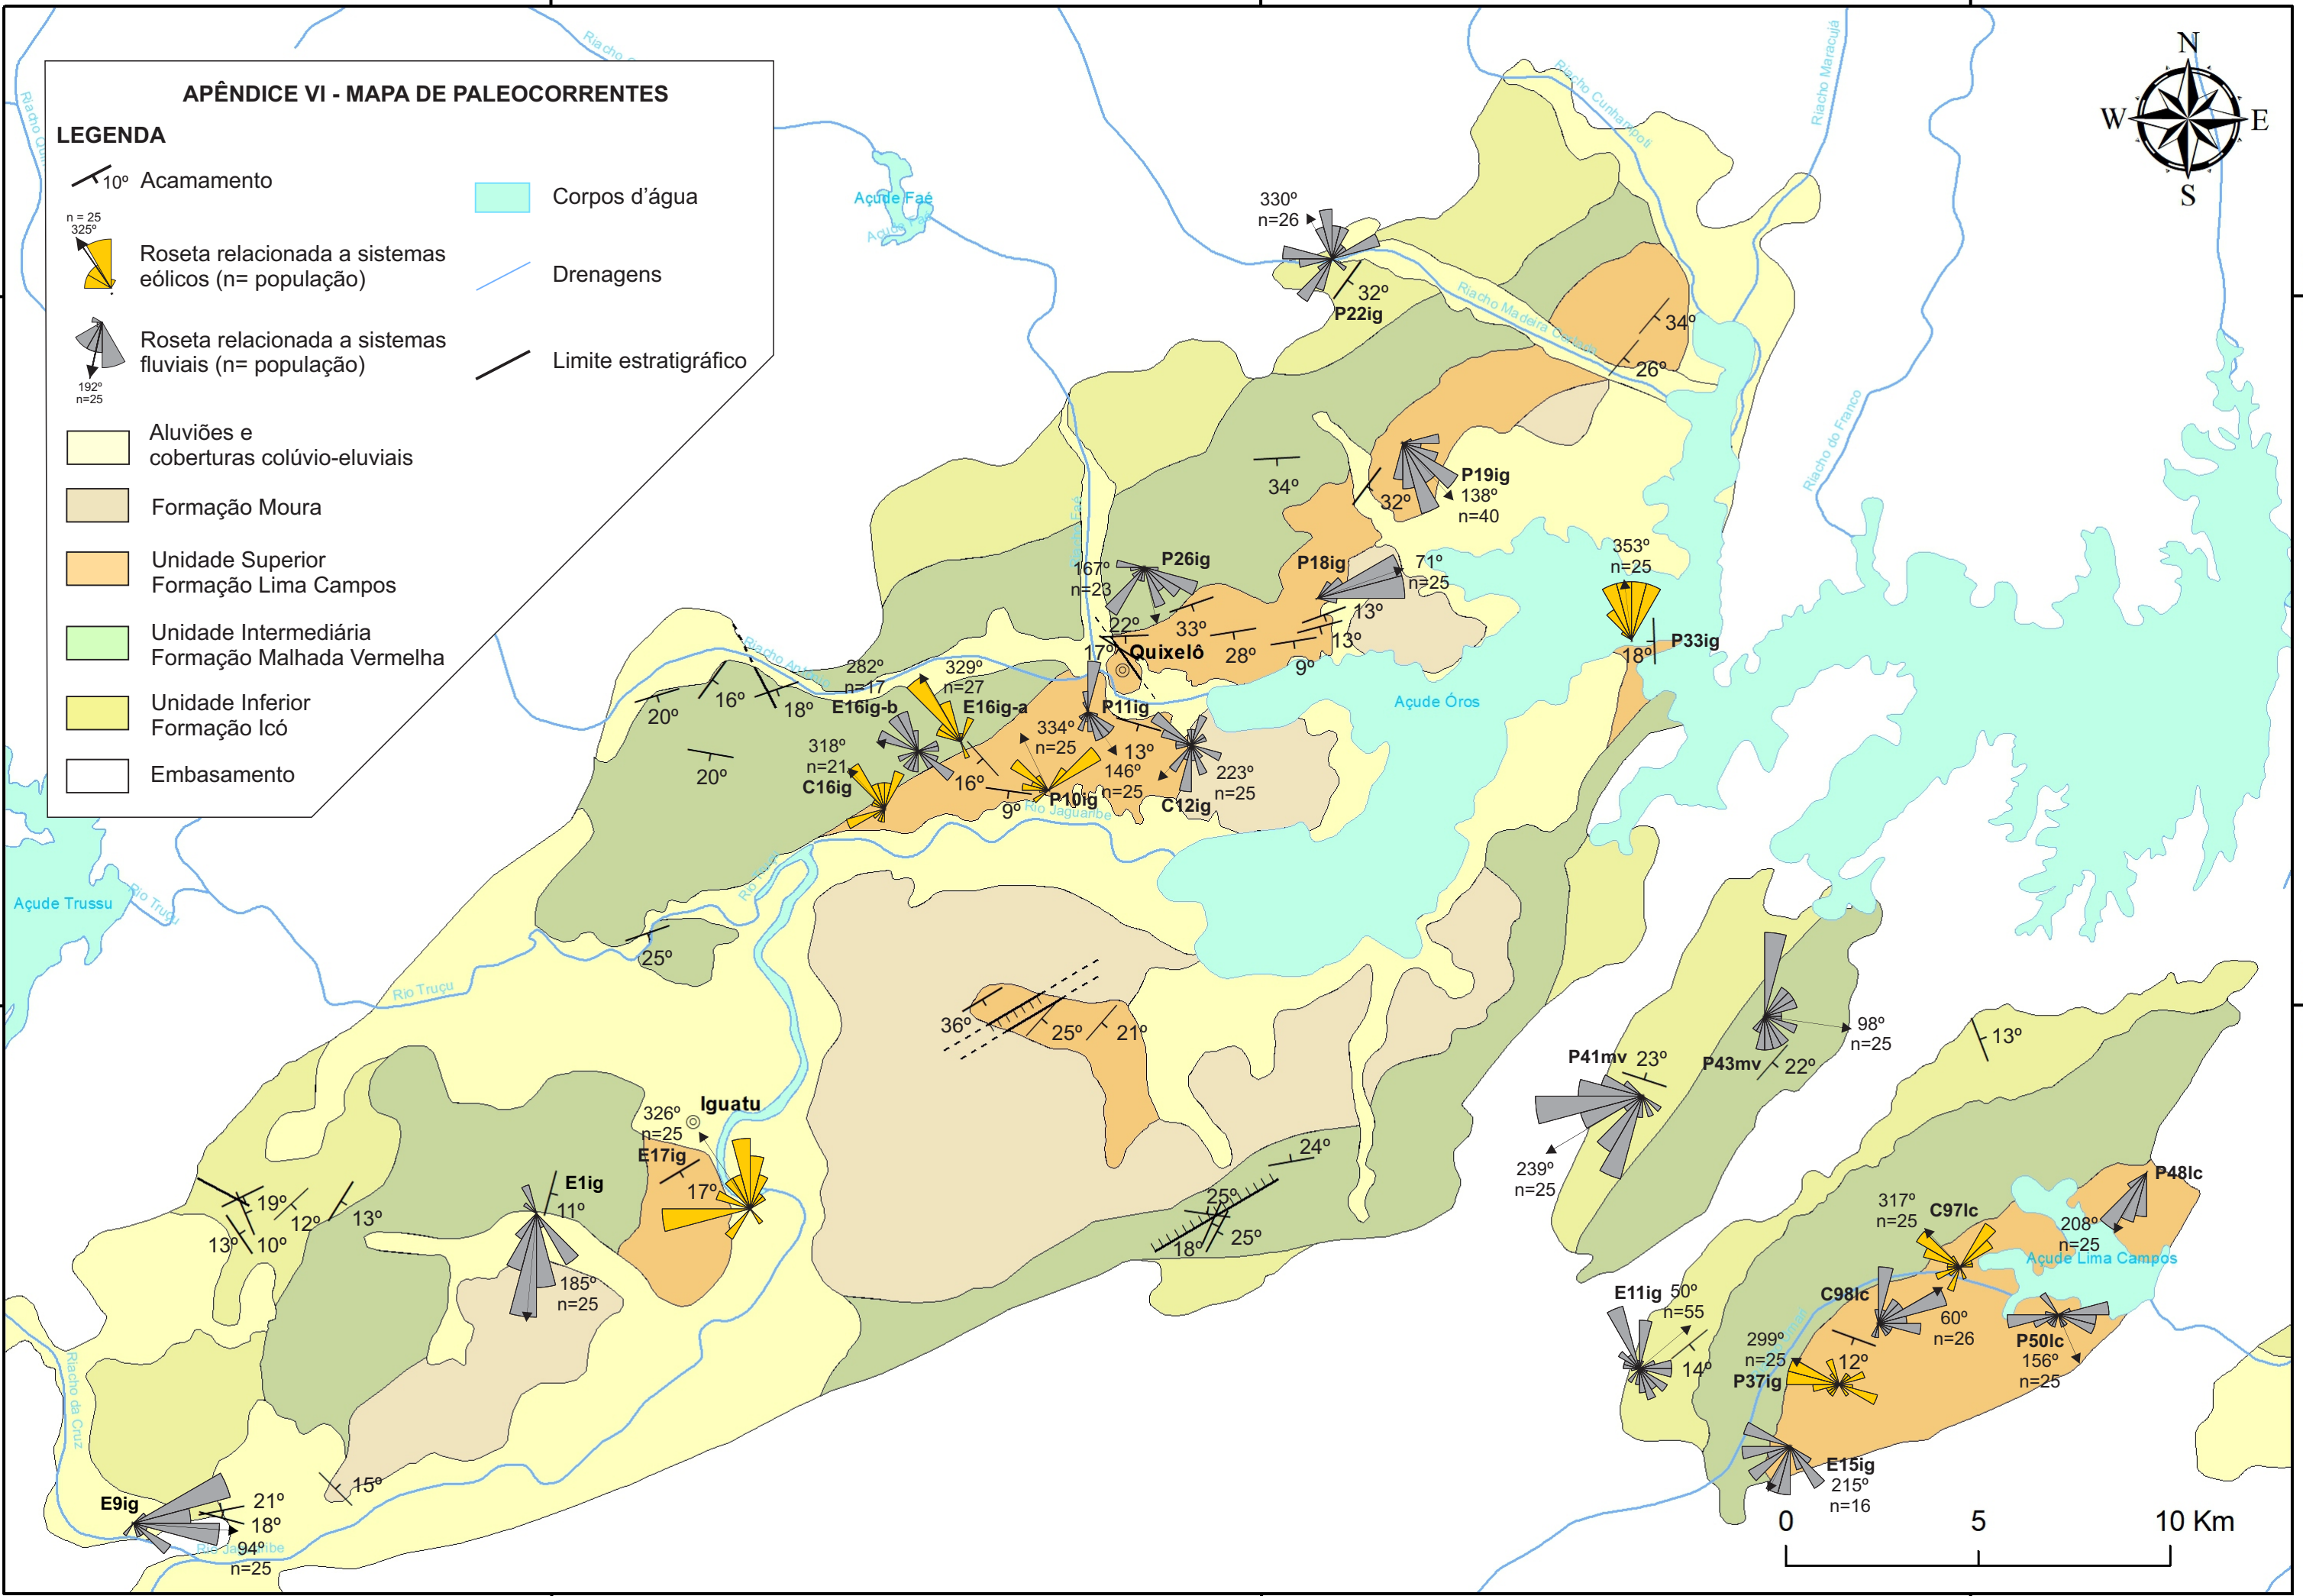 APÊNDICE VI - MAPA DE PALEOCORRENTES
LEGENDA
10º
Acamamento
n = 25
325º
Roseta relacionada a sistemas
eólicos (n= população)
Roseta relacionada a sistemas
fluviais (n= população)
192º
n=25
Corpos d’água
Drenagens
Limite estratigráfico
Aluviões e
coberturas colúvio-eluviais
Formação Moura
Unidade Superior
Formação Lima Campos
Unidade Intermediária
Formação Malhada Vermelha
Unidade Inferior
Formação Icó
Embasamento
N
W
E
S
Açude Faé
Riacho Cunhampoti
Riacho Maracujá
Riacho do Franco
Riacho Madeira
330º
n=26
32º
P22ig
34º
26º
34º
32º
P19ig
138º
n=40
Riacho Faé
P26ig
167º
n=23
P18ig
71º
n=25
353º
n=25
P33ig
18º
22º
33º
28º
13º
13º
9º
17º
Quixelô
Açude Óros
Riacho
282º
n=17
E16ig-b
329º
n=27
E16ig-a
20º
16º
18º
20º
318º
n=21
C16ig
16º
9º
334º
n=25
P10ig
P11ig
13º
146º
n=25
C12ig
223º
n=25
Rio Jaguaribe
Açude Trussu
Rio Truçu
Rio Truçu
25º
36º
25º
21º
P41mv
23º
239º
n=25
P43mv
22º
98º
n=25
13º
Iguatu
326º
n=25
E17ig
17º
E1ig
11º
185º
n=25
19º
12º
13º
13º
10º
24º
25º
25º
18º
P48lc
208º
n=25
Açude Lima Campos
317º
n=25
C97lc
C98lc
60º
n=26
P50lc
156º
n=25
E11ig
50º
n=55
14º
299º
n=25
P37ig
12º
E15ig
215º
n=16
Riacho da Cruz
15º
E9ig
21º
18º
94º
n=25
0
5
10 Km